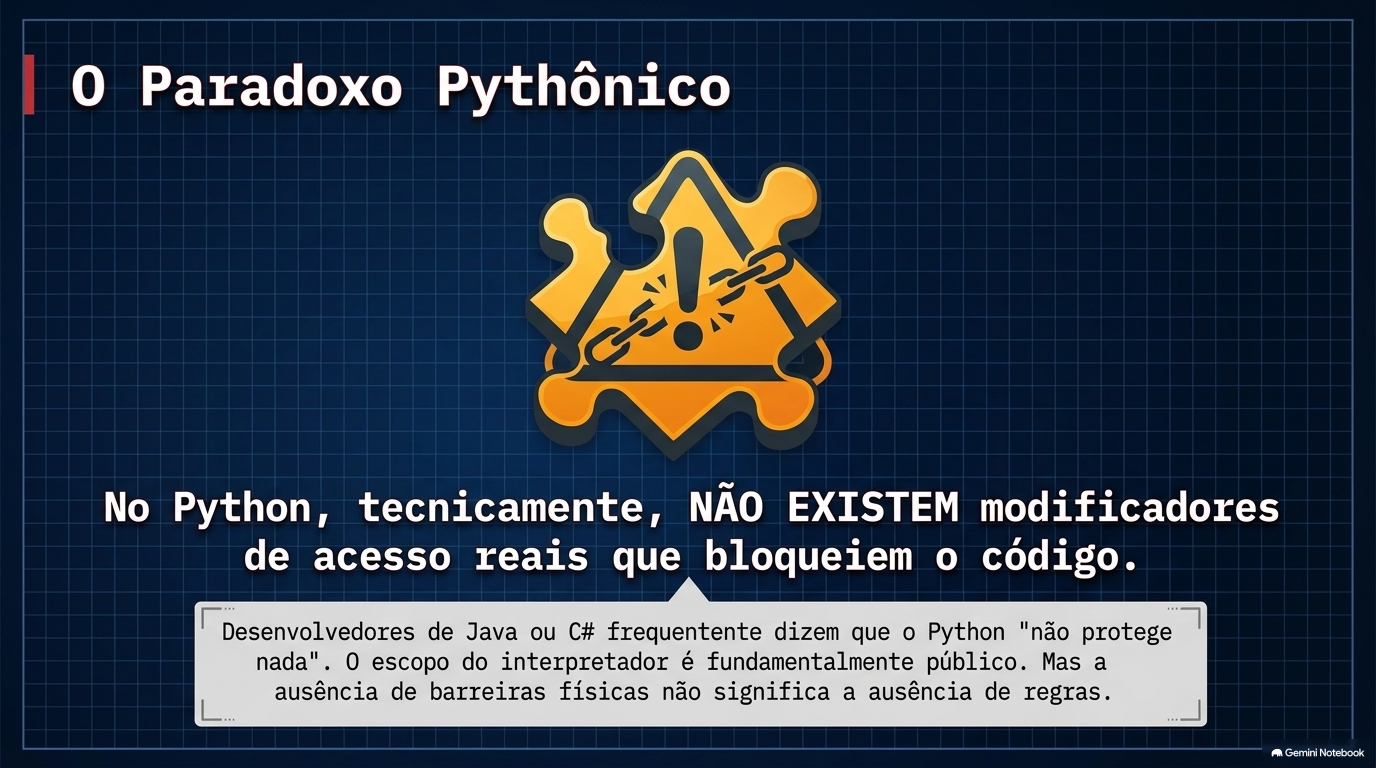 O Paradoxo Pythônico
No Python, tecnicamente, NÃO EXISTEM modificadores
de acesso reais que bloqueiem o código.
Desenvolvedores de Java ou C# frequentente dizem que o Python "não protege
nada". O escopo do interpretador é fundamentalmente público. Mas a
ausência de barreiras físicas não significa a ausência de regras.
Gemini Notebook